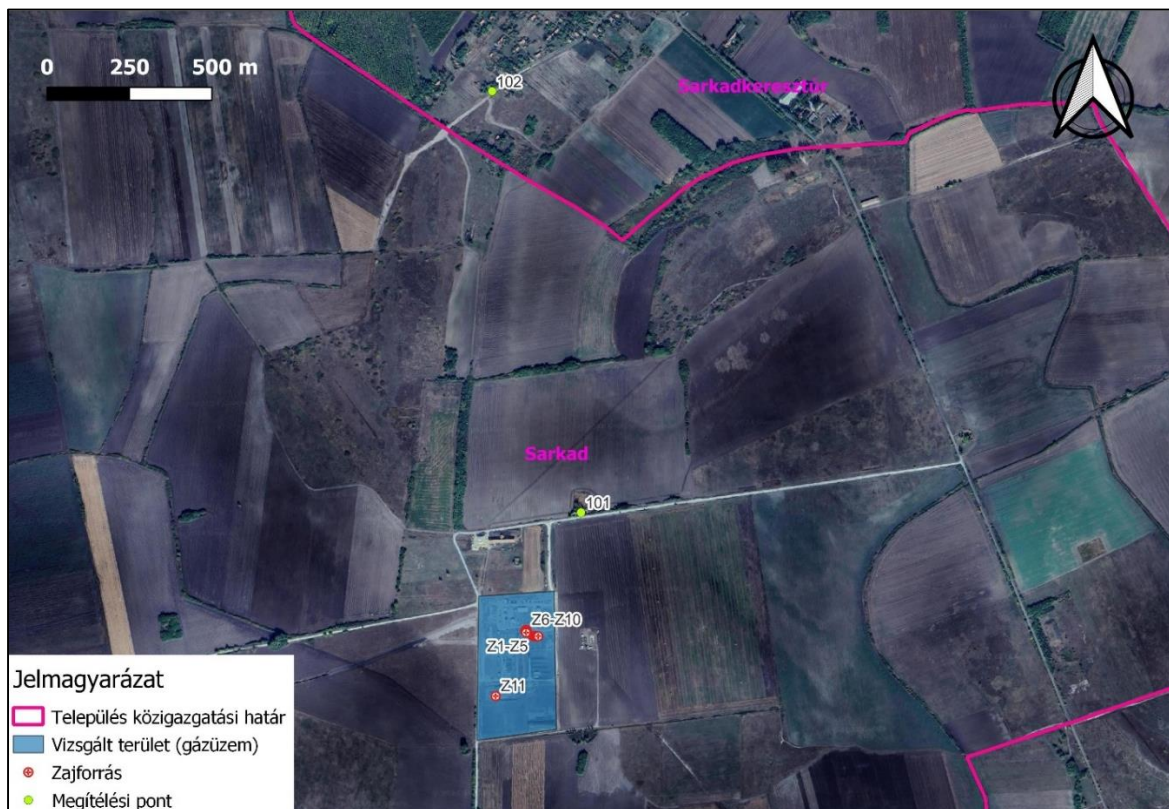 0 250 500 m
102
Sarkadkeresztúr
Sarkad
101
Z6-Z10
Z1-Z5
Z11
Jelmagyarázat
Település közigazgatási határ
Vizsgált terület (gázüzem)
Zajforrás
Megítélési pont